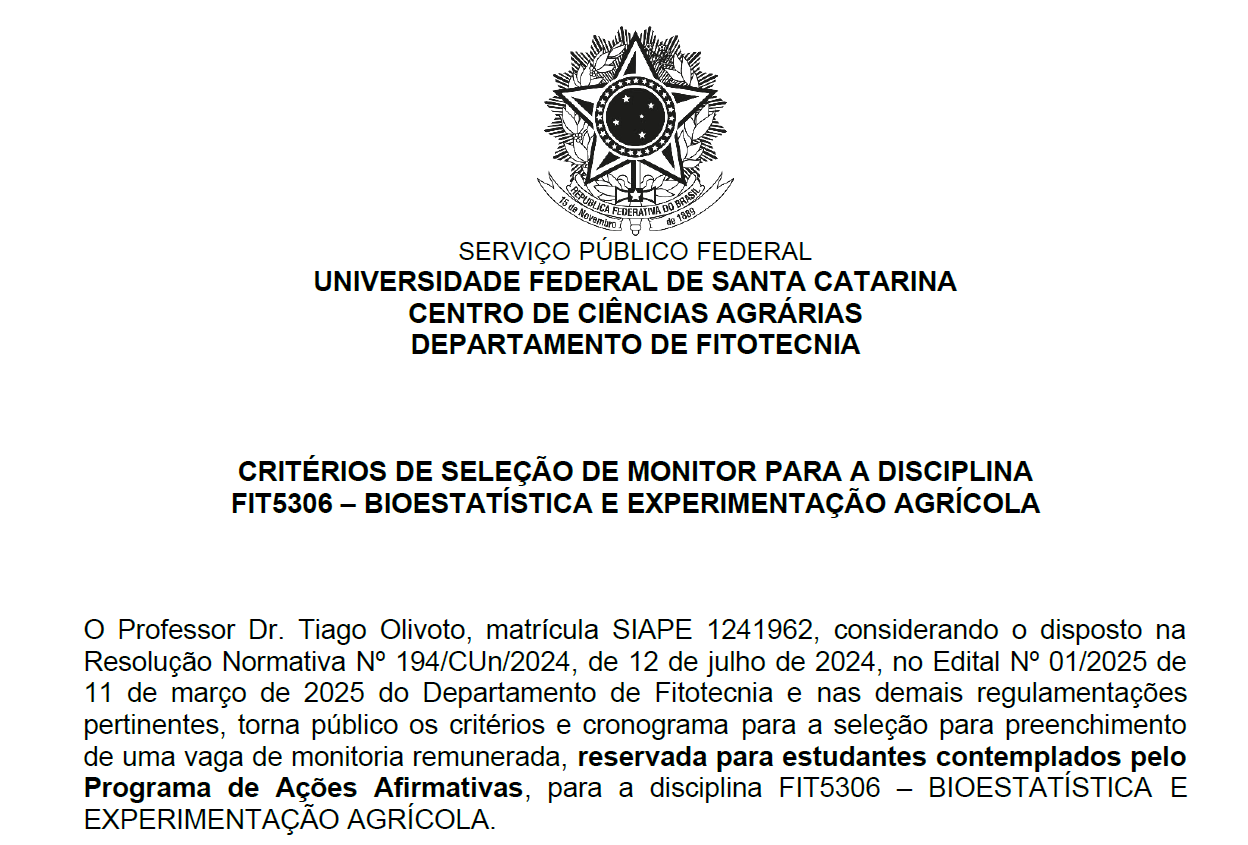 REPÚBLICA FEDERATIVA DO BRASIL
15 de Novembro de 1889
SERVIÇO PÚBLICO FEDERAL
UNIVERSIDADE FEDERAL DE SANTA CATARINA
CENTRO DE CIÊNCIAS AGRÁRIAS
DEPARTAMENTO DE FITOTECNIA
CRITÉRIOS DE SELEÇÃO DE MONITOR PARA A DISCIPLINA
FIT5306 – BIOESTATÍSTICA E EXPERIMENTAÇÃO AGRÍCOLA
O Professor Dr. Tiago Olivoto, matrícula SIAPE 1241962, considerando o disposto na
Resolução Normativa Nº 194/CUn/2024, de 12 de julho de 2024, no Edital Nº 01/2025 de
11 de março de 2025 do Departamento de Fitotecnia e nas demais regulamentações
pertinentes, torna público os critérios e cronograma para a seleção para preenchimento
de uma vaga de monitoria remunerada, reservada para estudantes contemplados pelo
Programa de Ações Afirmativas, para a disciplina FIT5306 – BIOESTATÍSTICA E
EXPERIMENTAÇÃO AGRÍCOLA.